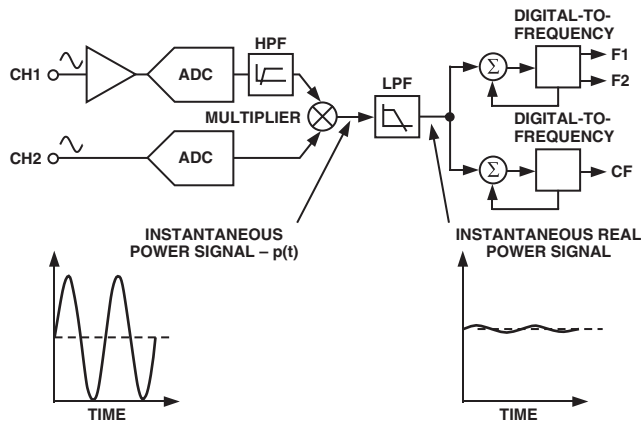 DIGITAL-TO-
FREQUENCY
HPF
CH1
ADC
LPF
Σ
F1
F2
MULTIPLIER
DIGITAL-TO-
FREQUENCY
CH2
ADC
Σ
CF
INSTANTANEOUS
POWER SIGNAL – p(t)
INSTANTANEOUS REAL
POWER SIGNAL
TIME
TIME